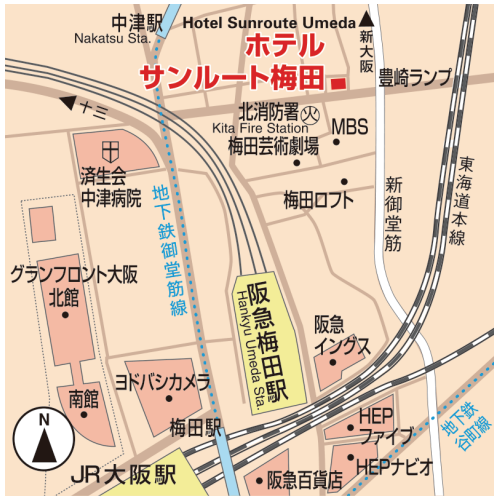 中津駅
Nakatsu Sta.
Hotel Sunroute Umeda
ホテル
サンルート梅田
新大阪
豊崎ランプ
十三
北消防署
Kita Fire Station
火
MBS
梅田芸術劇場
済生会
中津病院
梅田ロフト
新御堂筋
東海道本線
地下鉄御堂筋線
グランフロント大阪
北館
阪急梅田駅
Hankyu Umeda Sta.
阪急
イングス
ヨドバシカメラ
南館
梅田駅
HEP
ファイブ
地下鉄
谷町線
N
JR大阪駅
阪急百貨店
HEPナビオ